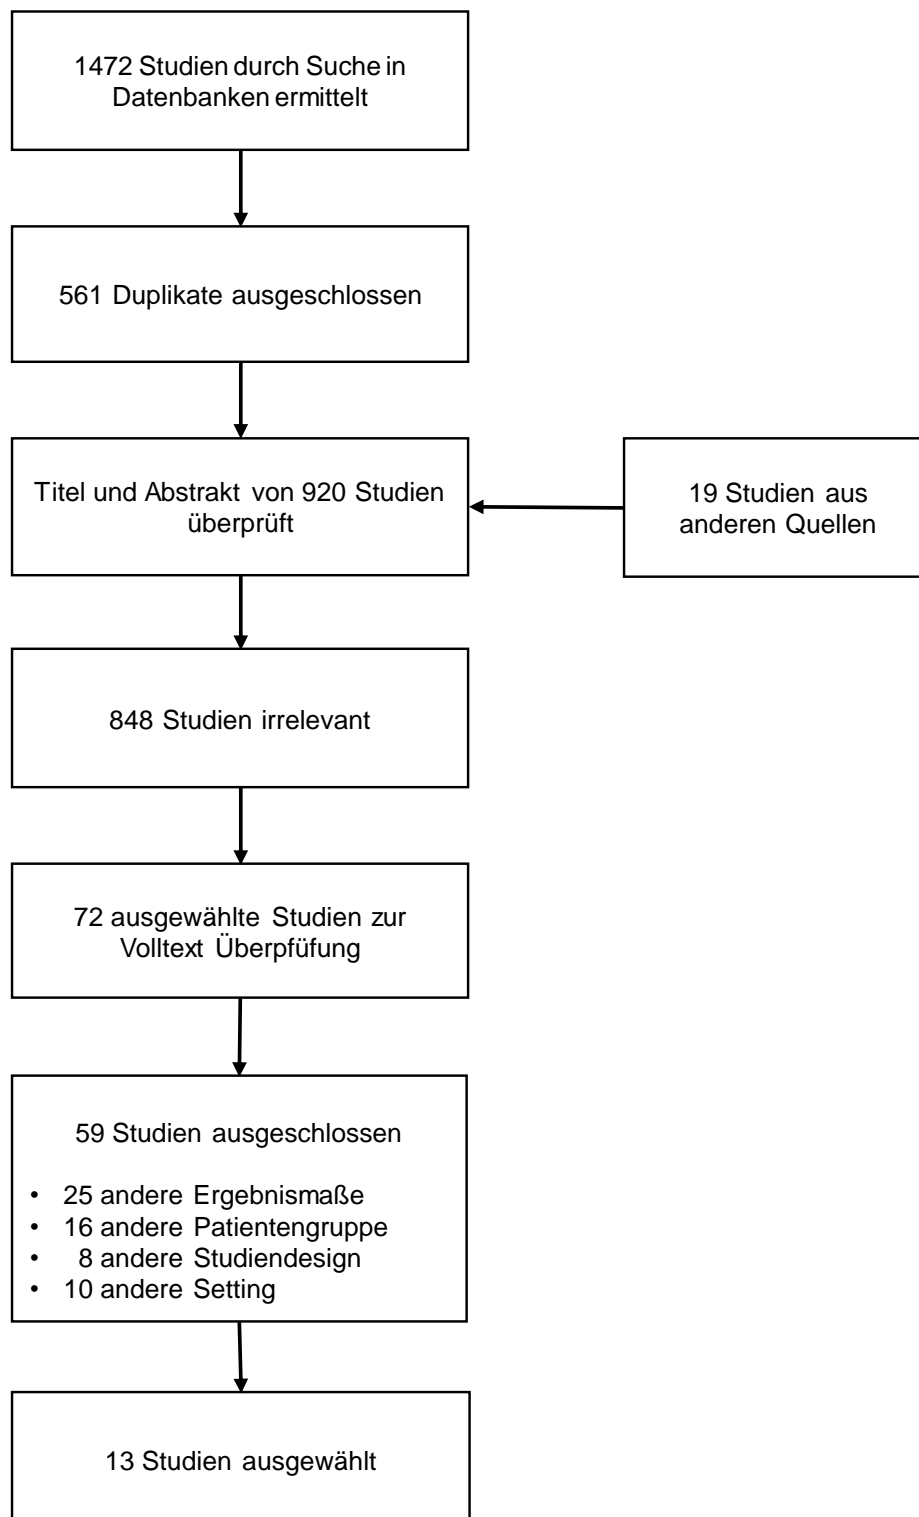 1472 Studien durch Suche in
Datenbanken ermittelt
561 Duplikate ausgeschlossen
Titel und Abstrakt von 920 Studien
überprüft
19 Studien aus
anderen Quellen
848 Studien irrelevant
72 ausgewählte Studien zur
Volltext Überpfüfung
59 Studien ausgeschlossen
• 25 andere Ergebnismaße
• 16 andere Patientengruppe
• 8 andere Studiendesign
• 10 andere Setting
13 Studien ausgewählt